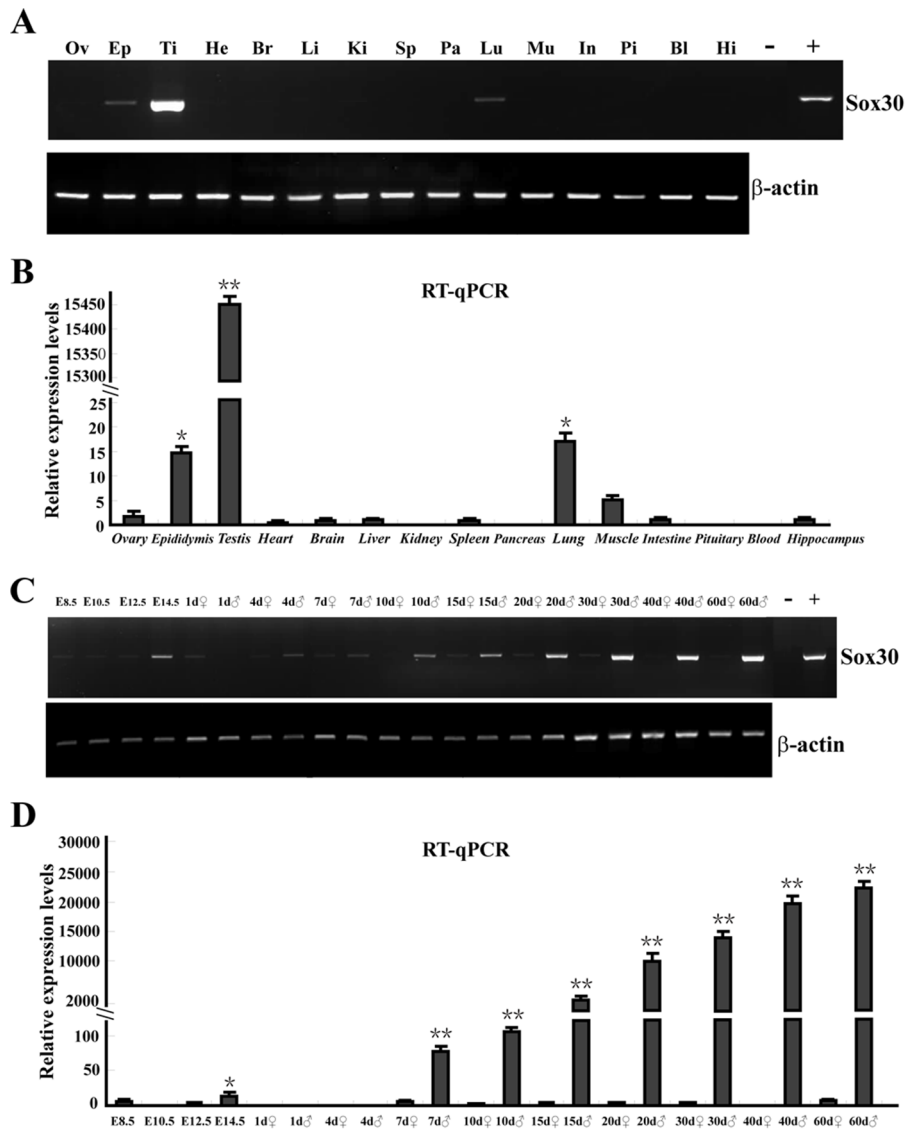 A
Ov Ep Ti He Br Li Ki Sp Pa Lu Mu In Pi Bl Hi - +
Sox30
β-actin
B
RT-qPCR
Relative expression levels
15450
15400
15350
15300
25
20
15
10
5
0
*
**
*
Ovary Epididymis Testis Heart Brain Liver Kidney Spleen Pancreas Lung Muscle Intestine Pituitary Blood Hippocampus
C
E8.5 E10.5 E12.5 E14.5 1d♀ 1d♂ 4d♀ 4d♂ 7d♀ 7d♂ 10d♀ 10d♂ 15d♀ 15d♂ 20d♀ 20d♂ 30d♀ 30d♂ 40d♀ 40d♂ 60d♀ 60d♂ - +
Sox30
β-actin
D
RT-qPCR
Relative expression levels
30000
25000
20000
15000
10000
2000
100
50
0
*
**
**
**
**
**
**
**
E8.5 E10.5 E12.5 E14.5 1d♀ 1d♂ 4d♀ 4d♂ 7d♀ 7d♂ 10d♀ 10d♂ 15d♀ 15d♂ 20d♀ 20d♂ 30d♀ 30d♂ 40d♀ 40d♂ 60d♀ 60d♂